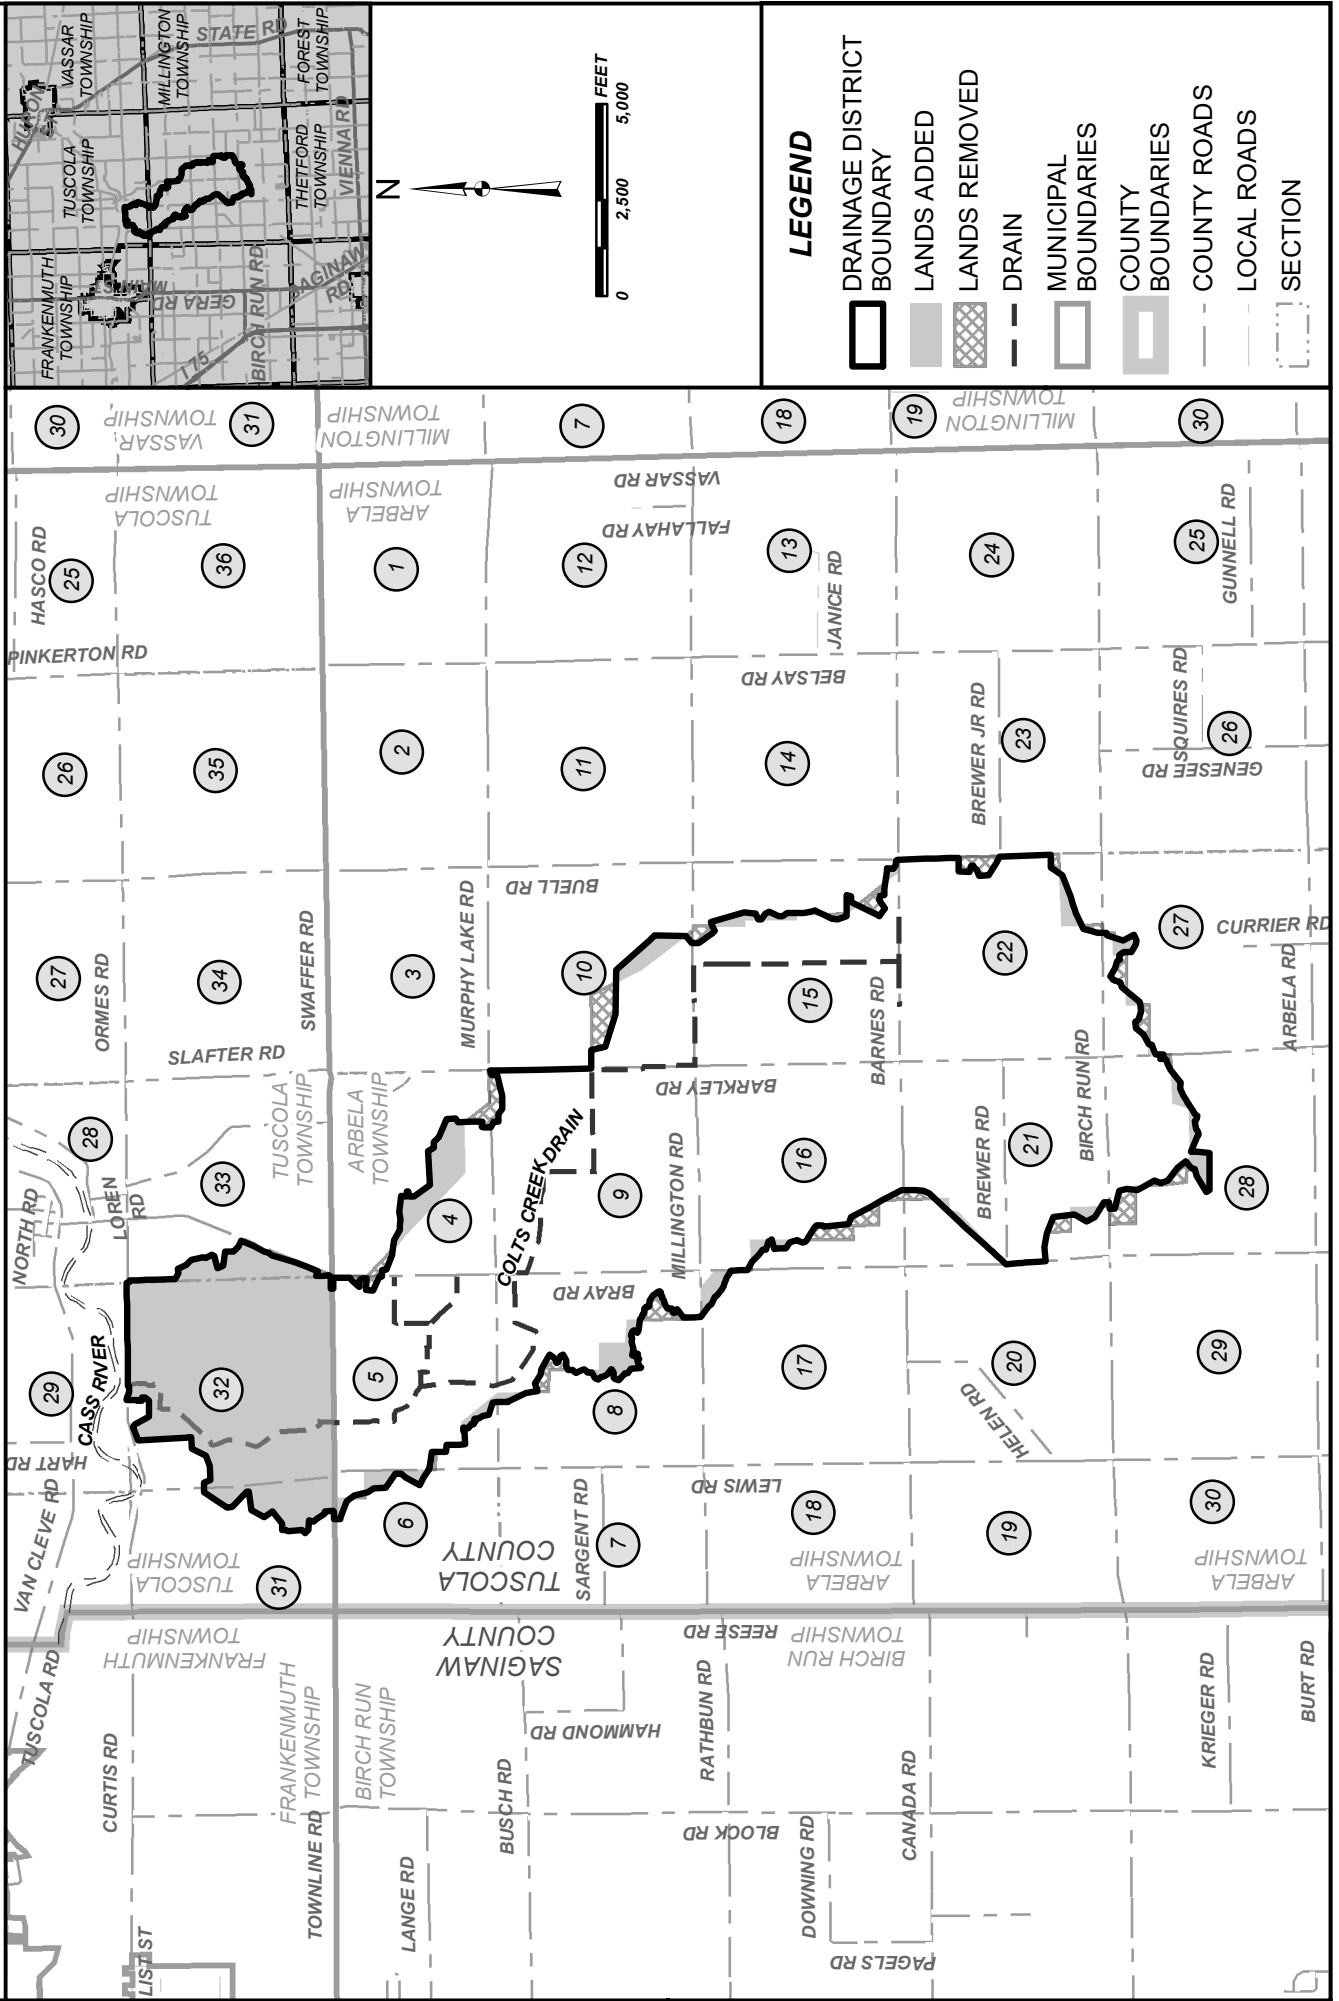 FRANKENMUTH
TOWNSHIP
TUSCOLA
TOWNSHIP
VASSAR
TOWNSHIP
MILLINGTON
TOWNSHIP
THETFORD
TOWNSHIP
FOREST
TOWNSHIP
HURON
STATE RD
VIENNA RD
MAIN ST
GERA RD
BIRCH RUN RD
SAGINAW
RD
I 75
N
0
2,500
5,000
FEET
LEGEND
DRAINAGE DISTRICT
BOUNDARY
LANDS ADDED
LANDS REMOVED
DRAIN
MUNICIPAL
BOUNDARIES
COUNTY
BOUNDARIES
COUNTY ROADS
LOCAL ROADS
SECTION
30
VASSAR
TOWNSHIP
31
MILLINGTON
TOWNSHIP
7
18
19
MILLINGTON
TOWNSHIP
30
TUSCOLA
TOWNSHIP
ARBELA
TOWNSHIP
VASSAR RD
FALLAHAY RD
HASCO RD
25
36
1
12
13
JANICE RD
24
25
GUNNELL RD
PINKERTON RD
BELSAY RD
26
35
2
11
14
BREWER JR RD
23
SQUIRES RD
26
GENESEE RD
BUELL RD
27
ORMES RD
34
SWAFFER RD
3
MURPHY LAKE RD
10
15
BARNES RD
22
27
CURRIER RD
ARBELA RD
SLAFTER RD
BARKLEY RD
BIRCH RUN RD
28
NORTH RD
LOREN
RD
33
TUSCOLA
TOWNSHIP
ARBELA
TOWNSHIP
4
COLTS CREEK DRAIN
9
MILLINGTON RD
16
BREWER RD
21
28
BRAY RD
29
CASS RIVER
32
5
8
17
20
HELEN RD
29
HART RD
LEWIS RD
VAN CLEVE RD
TUSCOLA
TOWNSHIP
31
6
TUSCOLA
COUNTY
SARGENT RD
7
18
ARBELA
TOWNSHIP
19
30
ARBELA
TOWNSHIP
FRANKENMUTH
TOWNSHIP
SAGINAW
COUNTY
REESE RD
BIRCH RUN
TOWNSHIP
TUSCOLA RD
CURTIS RD
FRANKENMUTH
TOWNSHIP
BIRCH RUN
TOWNSHIP
HAMMOND RD
RATHBUN RD
KRIEGER RD
BURT RD
TOWNLINE RD
BUSCH RD
BLOCK RD
CANADA RD
LIST ST
LANGE RD
DOWNING RD
PAGELS RD